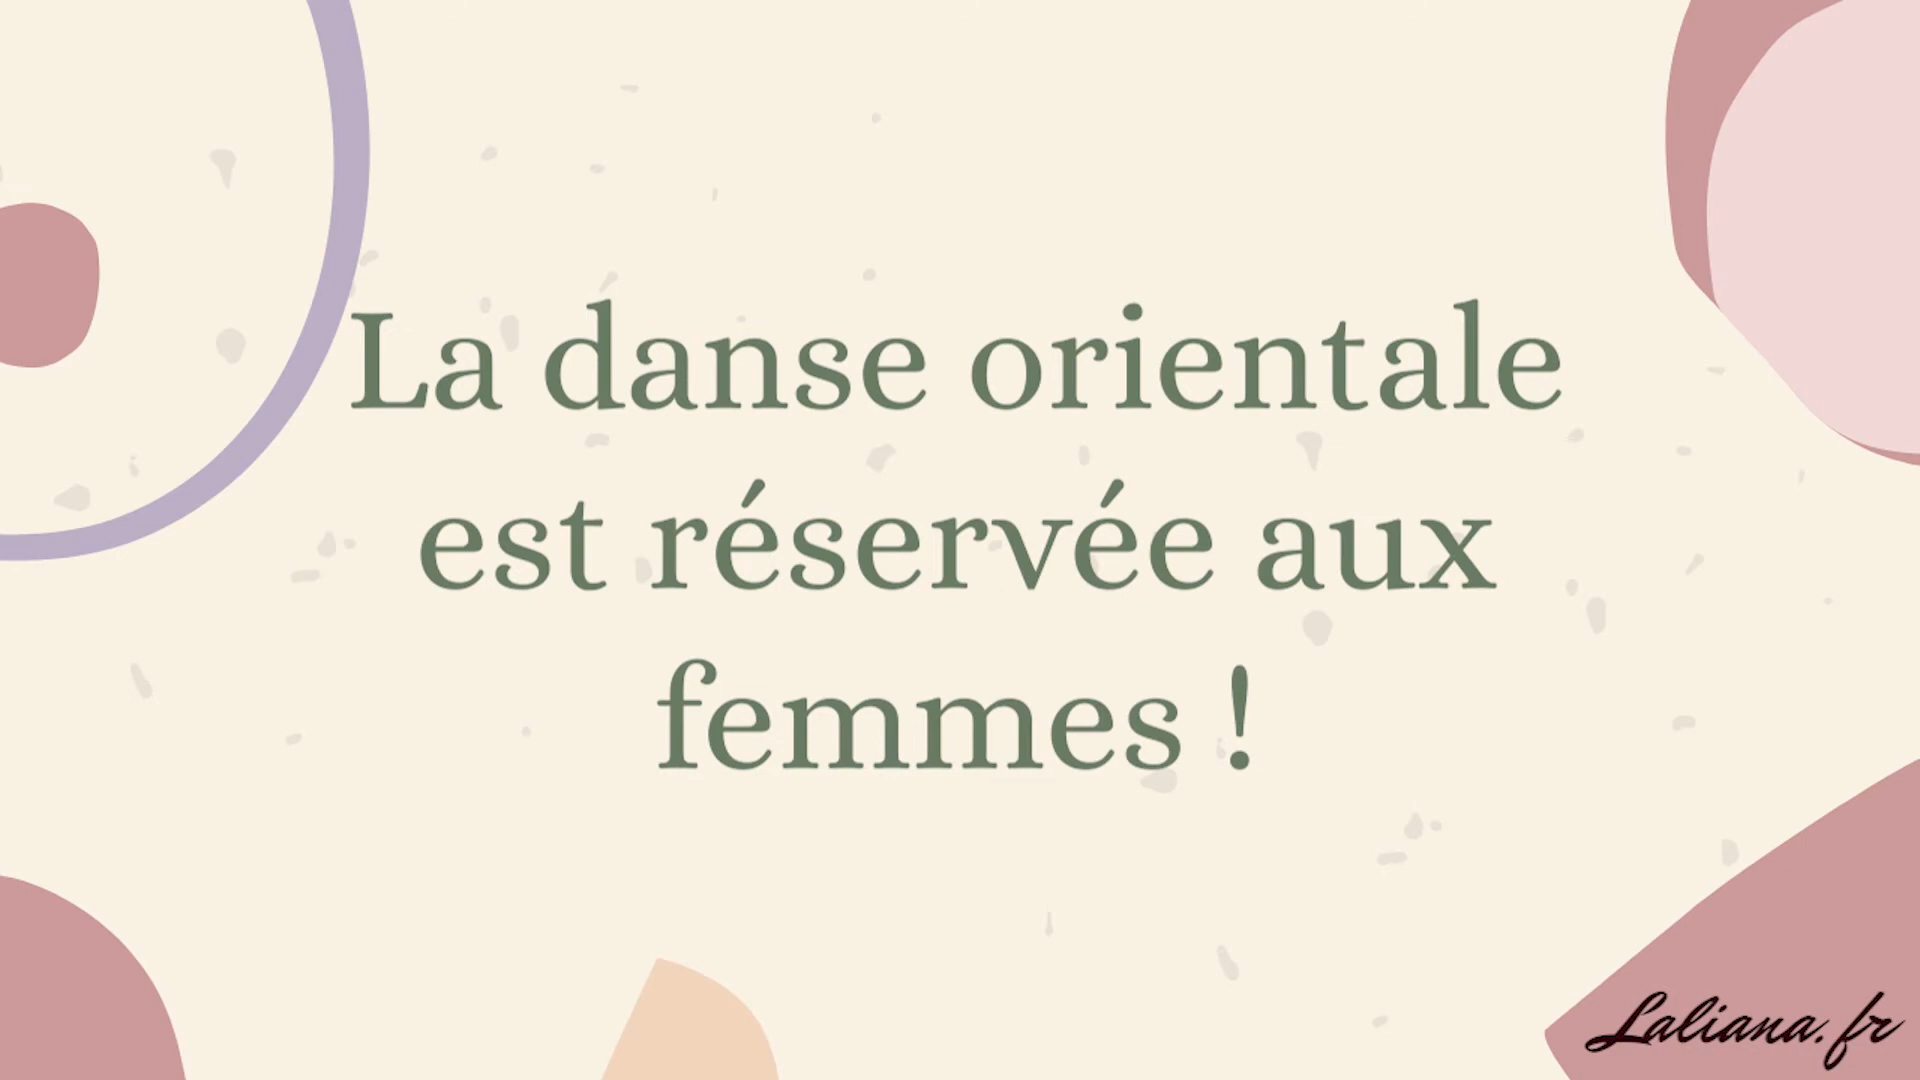 La danse orientale
est réservée aux
femmes !
Laliana.fr